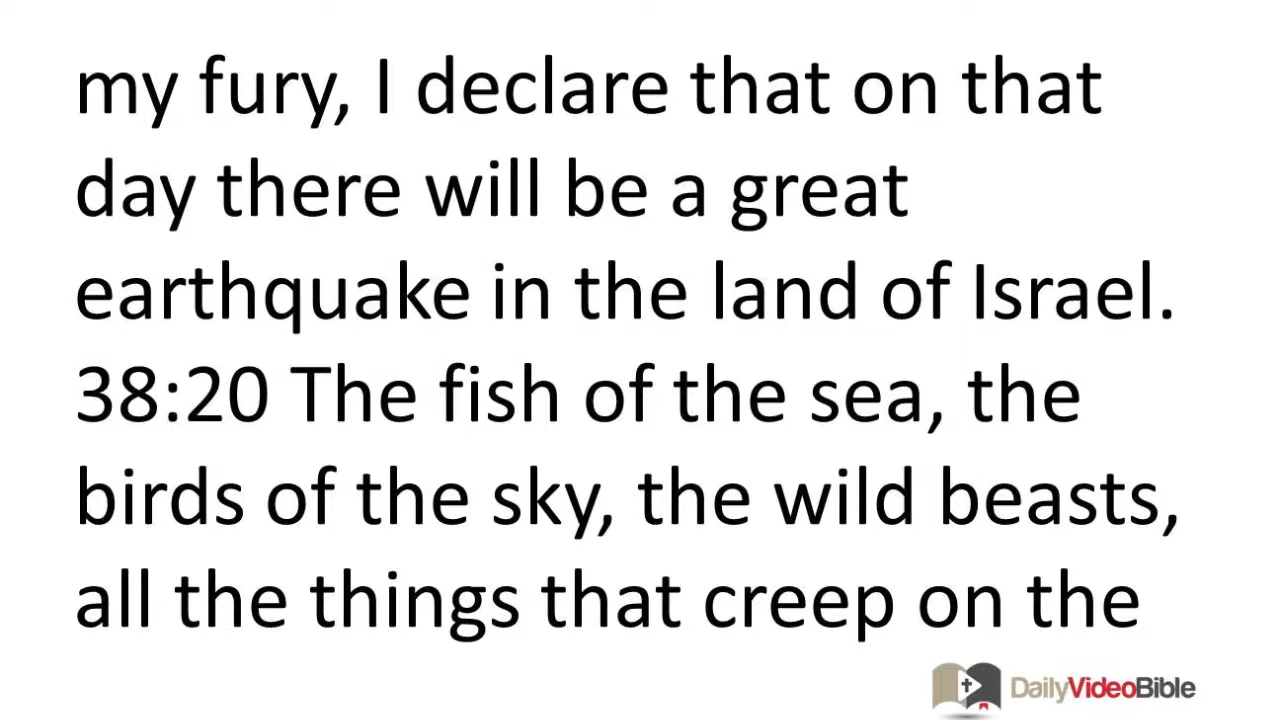 my fury, I declare that on that
day there will be a great
earthquake in the land of Israel.
38:20 The fish of the sea, the
birds of the sky, the wild beasts,
all the things that creep on the
DailyVideoBible